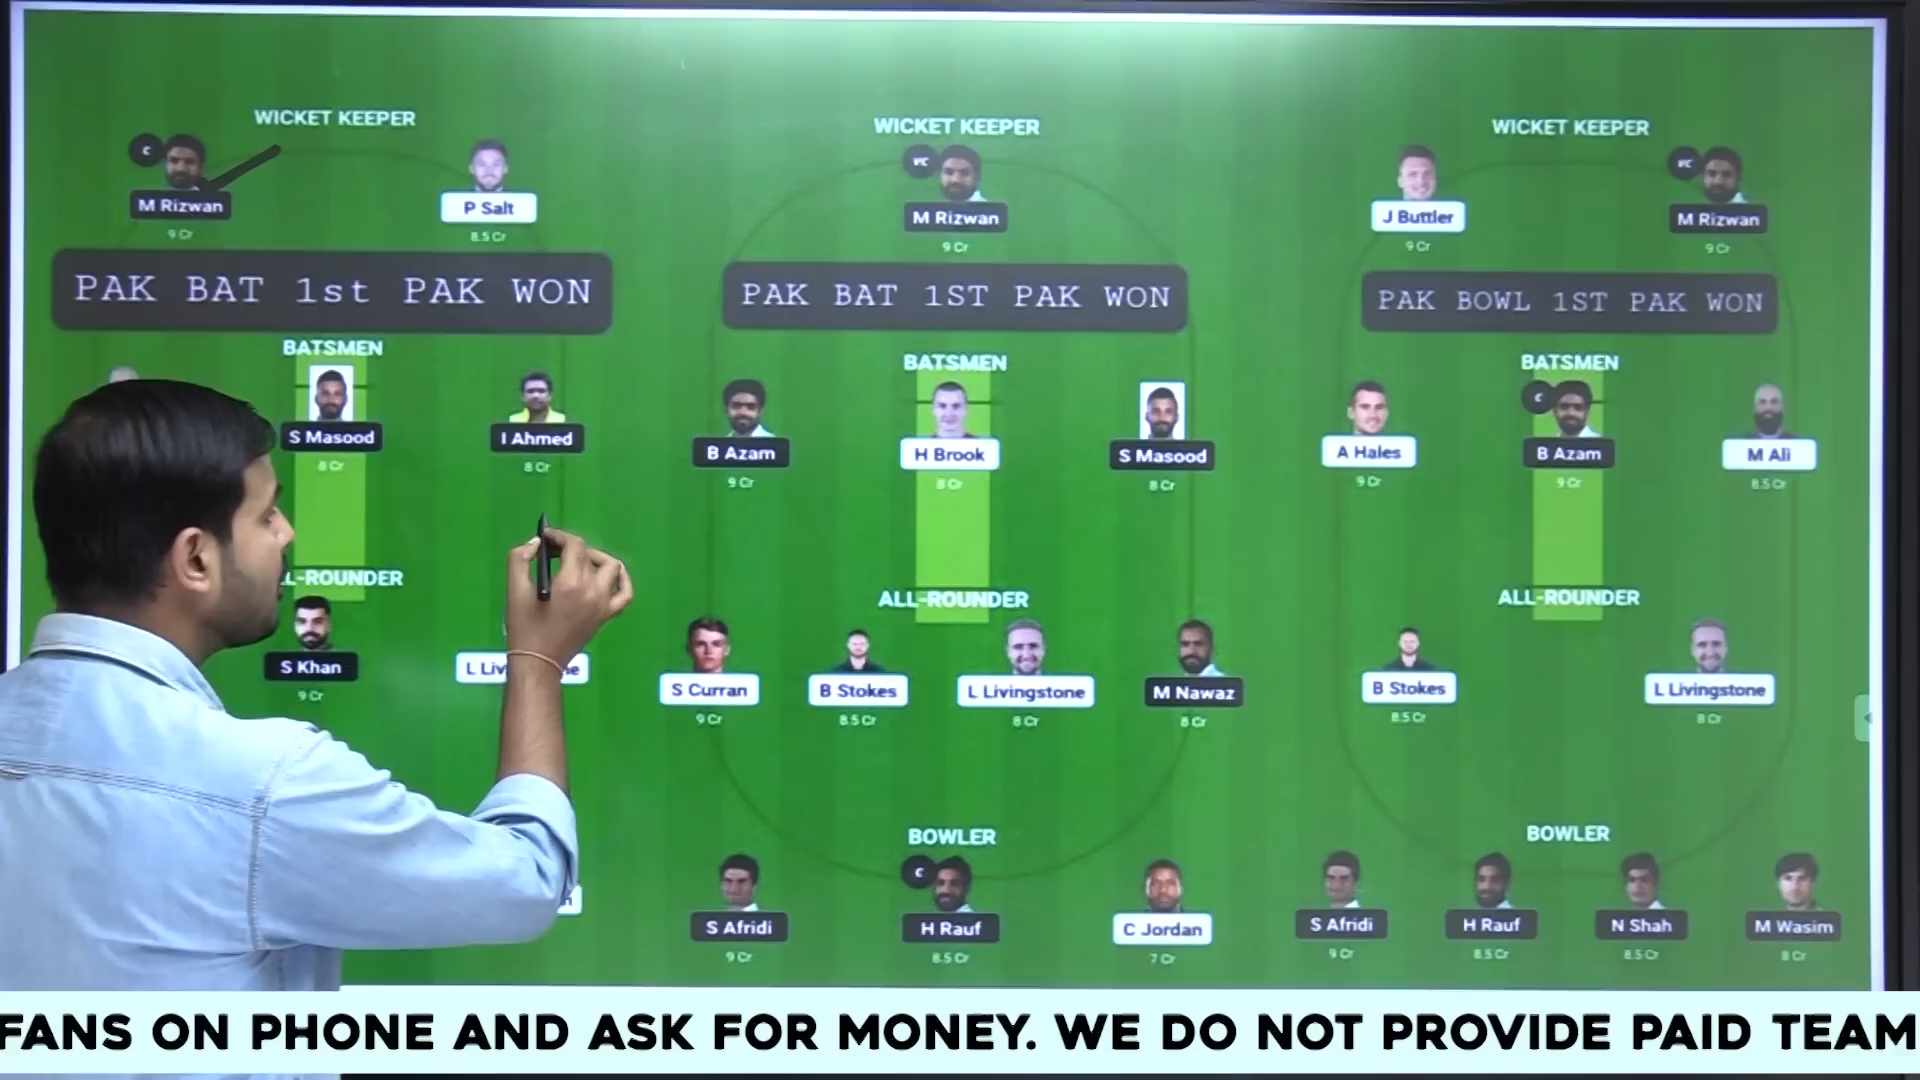 WICKET KEEPER
C
M Rizwan
9 Cr
P Salt
8.5 Cr
PAK BAT 1st PAK WON
BATSMEN
S Masood
8 Cr
I Ahmed
8 Cr
L-ROUNDER
S Khan
9 Cr
L Liv
ne
WICKET KEEPER
VC
M Rizwan
9 Cr
PAK BAT 1ST PAK WON
BATSMEN
B Azam
9 Cr
H Brook
8 Cr
S Masood
8 Cr
ALL-ROUNDER
S Curran
9 Cr
B Stokes
8.5 Cr
L Livingstone
8 Cr
M Nawaz
8 Cr
BOWLER
S Afridi
9 Cr
C
H Rauf
8.5 Cr
C Jordan
7 Cr
WICKET KEEPER
J Buttler
9 Cr
VC
M Rizwan
9 Cr
PAK BOWL 1ST PAK WON
BATSMEN
A Hales
9 Cr
C
B Azam
9 Cr
M Ali
8.5 Cr
ALL-ROUNDER
B Stokes
8.5 Cr
L Livingstone
8 Cr
BOWLER
S Afridi
9 Cr
H Rauf
8.5 Cr
N Shah
8.5 Cr
M Wasim
8 Cr
FANS ON PHONE AND ASK FOR MONEY. WE DO NOT PROVIDE PAID TEAM